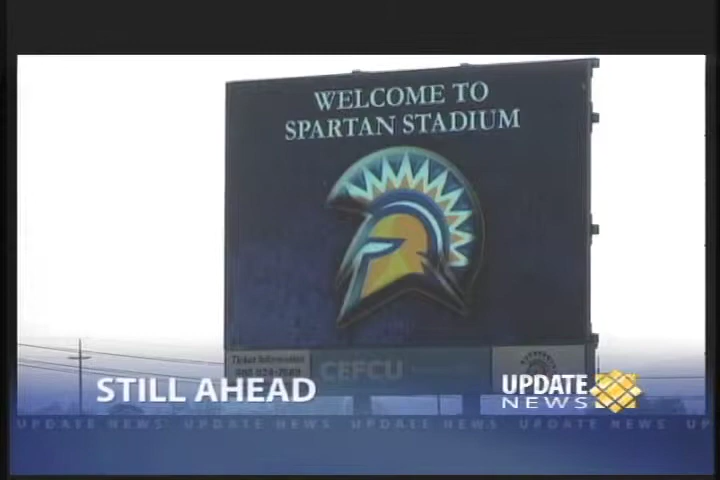 WELCOME TO
SPARTAN STADIUM
Ticket Information
CEFCU
STILL AHEAD
UPDATE
NEWS
UPDATE NEWS UPDATE NEWS UPDATE NEWS UPDATE NEWS UP